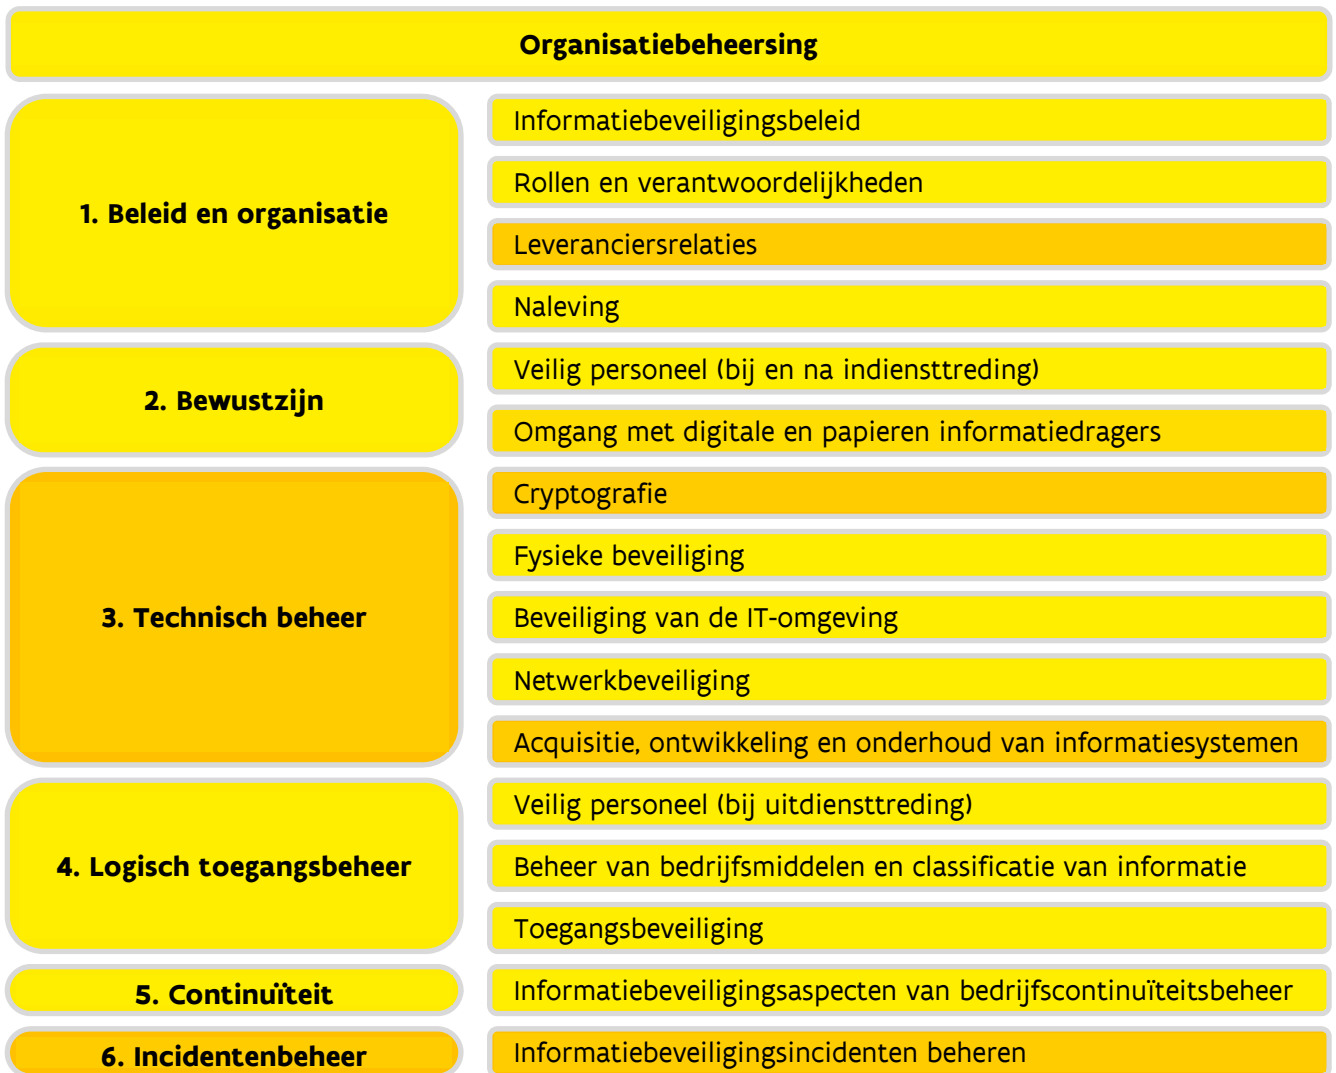 Organisatiebeheersing
1. Beleid en organisatie
Informatiebeveiligingsbeleid
Rollen en verantwoordelijkheden
Leveranciersrelaties
Naleving
2. Bewustzijn
Veilig personeel (bij en na indiensttreding)
Omgang met digitale en papieren informatiedragers
3. Technisch beheer
Cryptografie
Fysieke beveiliging
Beveiliging van de IT-omgeving
Netwerkbeveiliging
Acquisitie, ontwikkeling en onderhoud van informatiesystemen
4. Logisch toegangsbeheer
Veilig personeel (bij uitdiensttreding)
Beheer van bedrijfsmiddelen en classificatie van informatie
Toegangsbeveiliging
5. Continuïteit
Informatiebeveiligingsaspecten van bedrijfscontinuïteitsbeheer
6. Incidentenbeheer
Informatiebeveiligingsincidenten beheren